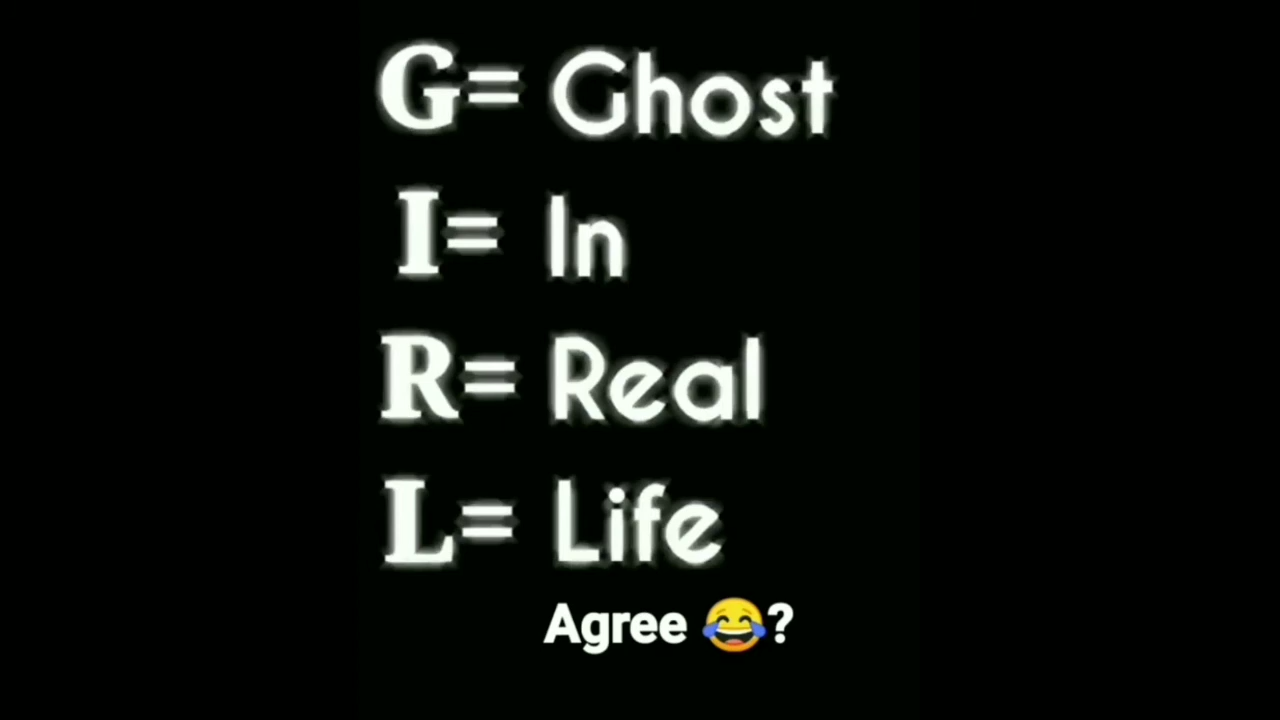 G= Ghost
I= In
R= Real
L= Life
Agree 😂?